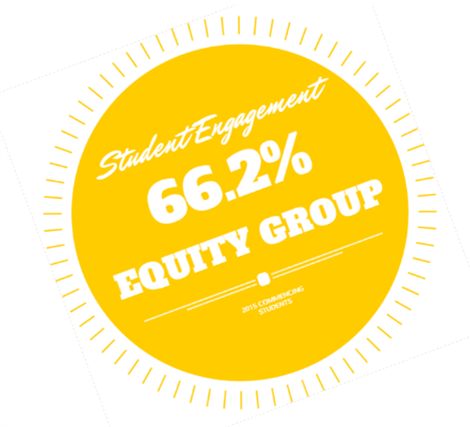 Student Engagement
66.2%
EQUITY GROUP
2015 COMMENCING
STUDENTS